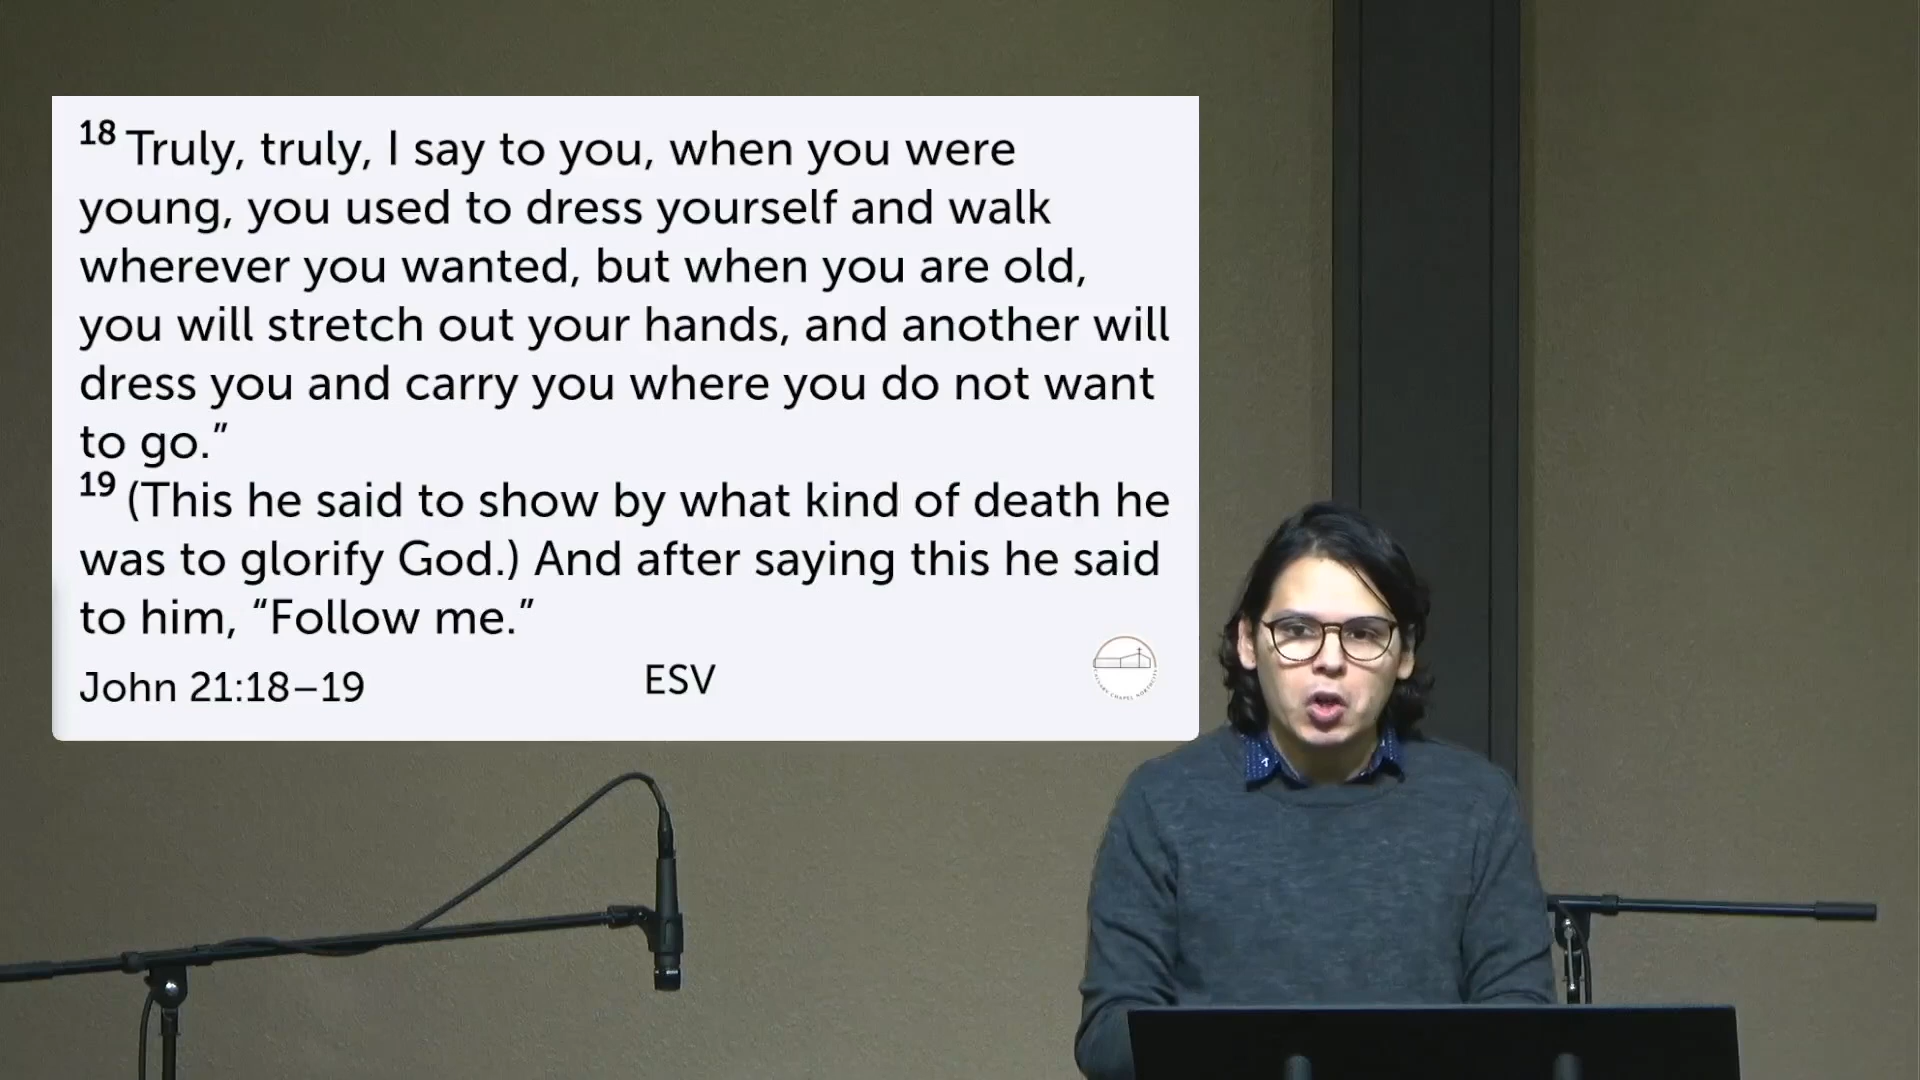 18 Truly, truly, I say to you, when you were
young, you used to dress yourself and walk
wherever you wanted, but when you are old,
you will stretch out your hands, and another will
dress you and carry you where you do not want
to go.”
19 (This he said to show by what kind of death he
was to glorify God.) And after saying this he said
to him, “Follow me.”
John 21:18–19 ESV
CALVARY CHAPEL